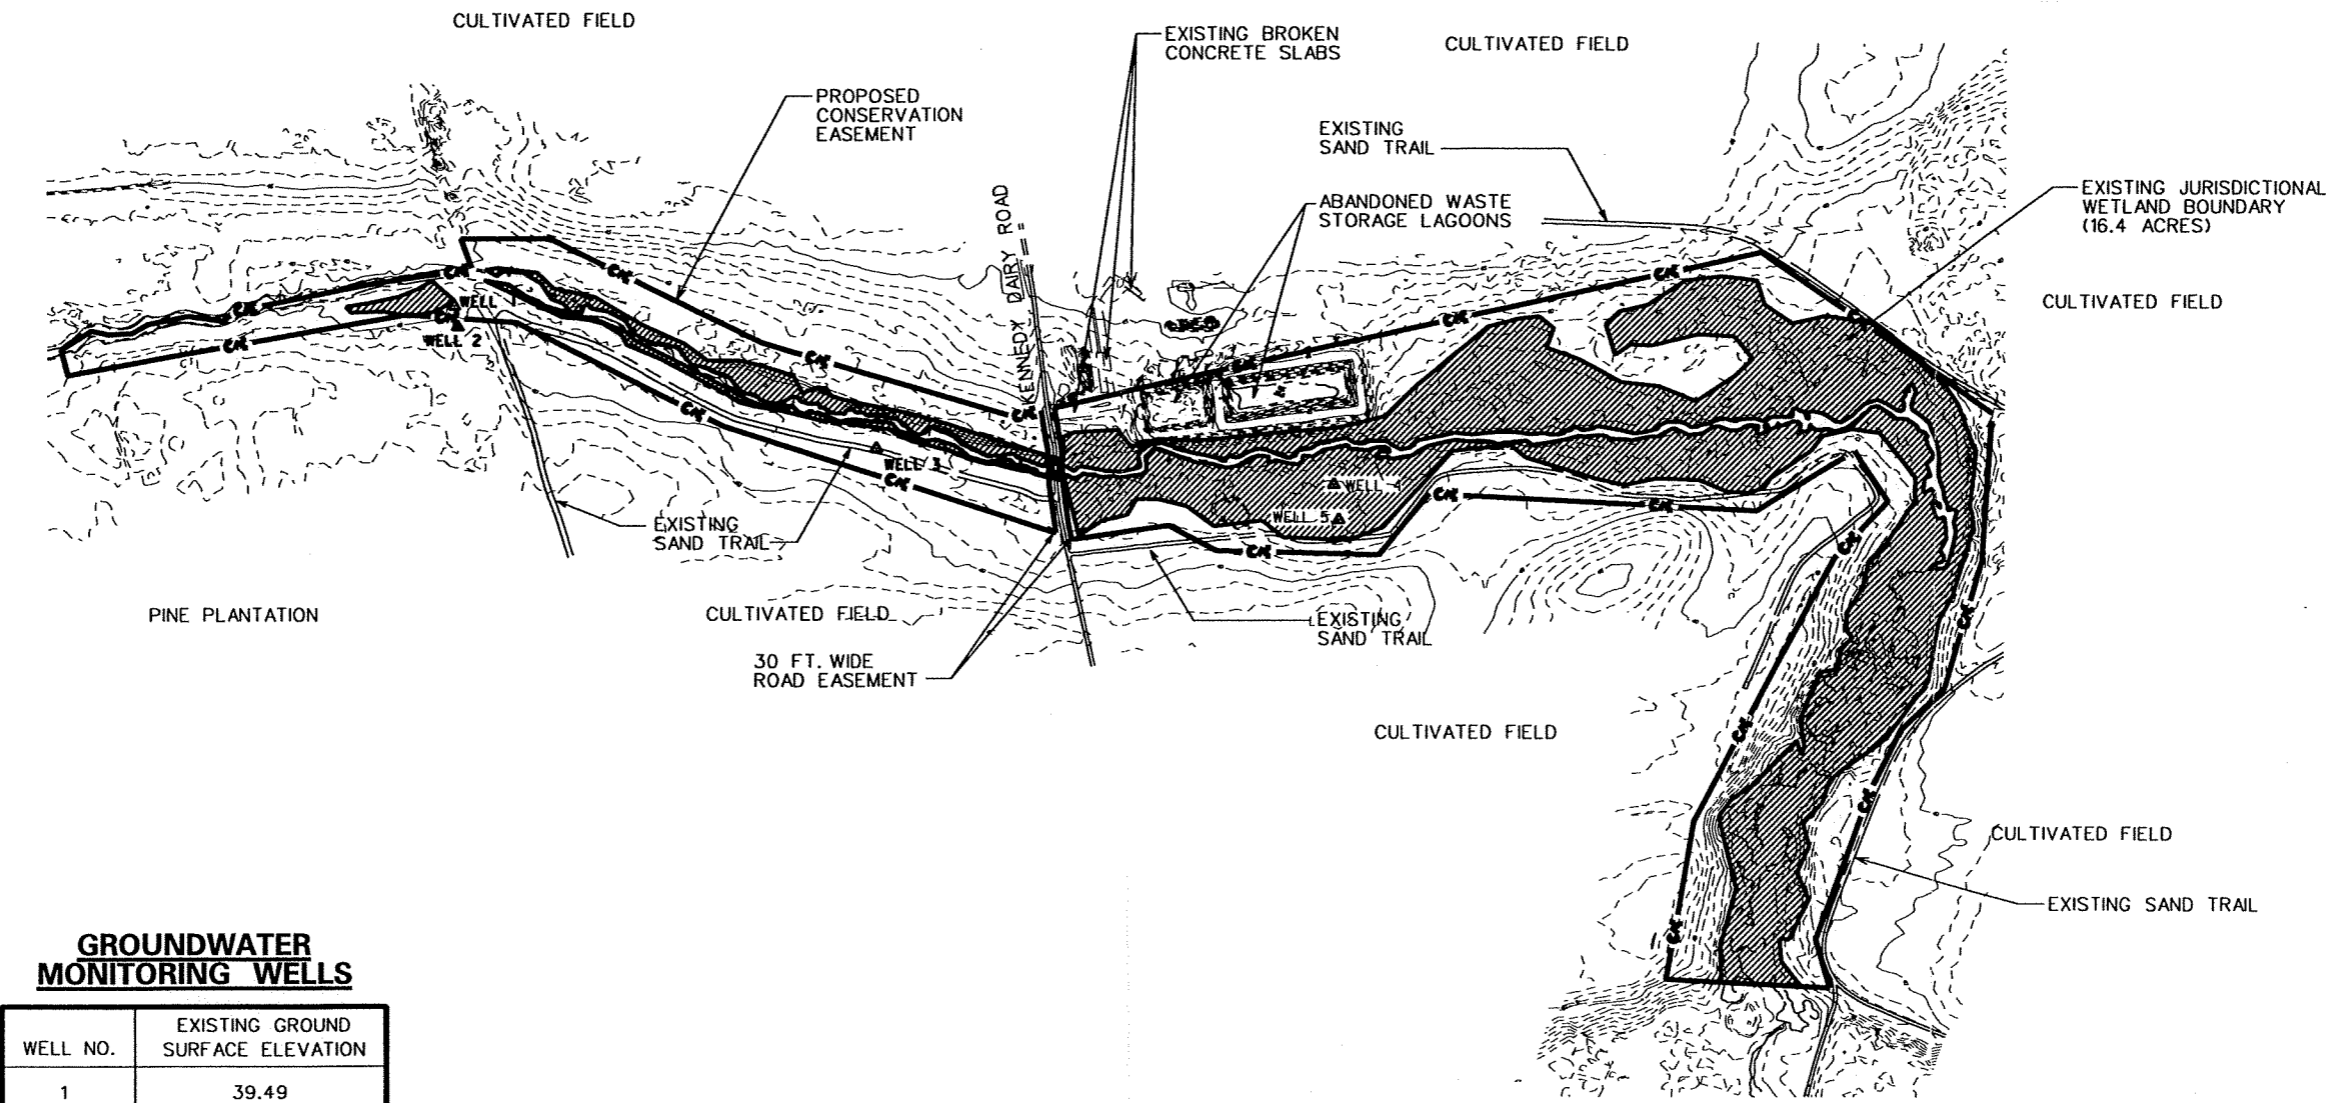 CULTIVATED FIELD
EXISTING BROKEN
CONCRETE SLABS
CULTIVATED FIELD
PROPOSED
CONSERVATION
EASEMENT
EXISTING
SAND TRAIL
ABANDONED WASTE
STORAGE LAGOONS
EXISTING JURISDICTIONAL
WETLAND BOUNDARY
(16.4 ACRES)
KENNEDY DAIRY ROAD
CULTIVATED FIELD
WELL 1
WELL 2
WELL 3
WELL 4
WELL 5
EXISTING
SAND TRAIL
PINE PLANTATION
CULTIVATED FIELD
EXISTING
SAND TRAIL
30 FT. WIDE
ROAD EASEMENT
CULTIVATED FIELD
CULTIVATED FIELD
EXISTING SAND TRAIL
GROUNDWATER
MONITORING WELLS
WELL NO.
EXISTING GROUND
SURFACE ELEVATION
1 39.49